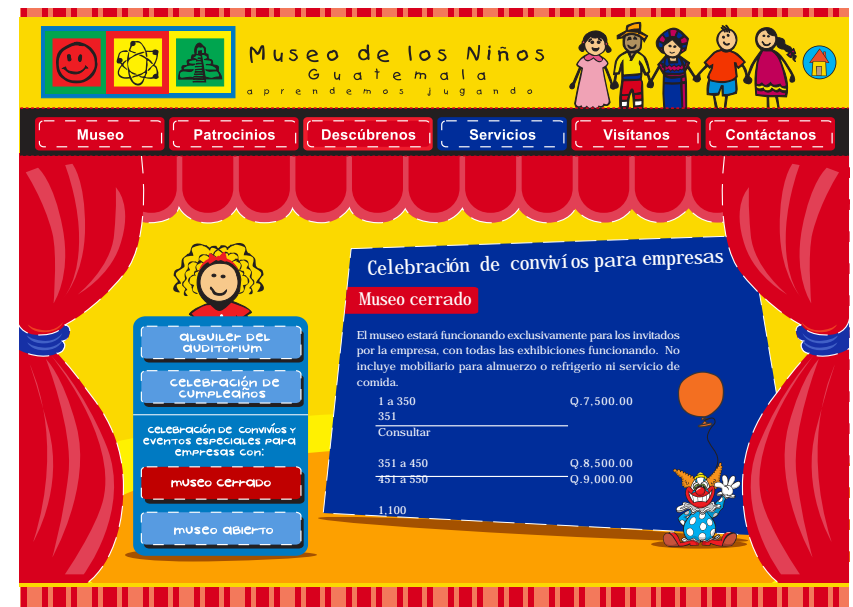 Museo de los Niños
Guatemala
aprendemos jugando
Museo
Patrocinios
Descúbrenos
Servicios
Visítanos
Contáctanos
Celebración de convivíos para empresas
Museo cerrado
El museo estará funcionando exclusivamente para los invitados
por la empresa, con todas las exhibiciones funcionando. No
incluye mobiliario para almuerzo o refrigerio ni servicio de
comida.
1 a 350 Q.7,500.00
351
Consultar
351 a 450 Q.8,500.00
451 a 550 Q.9,000.00
1,100
alquiler del
auditorium
celebración de
cumpleaños
celebración de convivíos y
eventos especiales para
empresas con:
museo cerrado
museo abierto